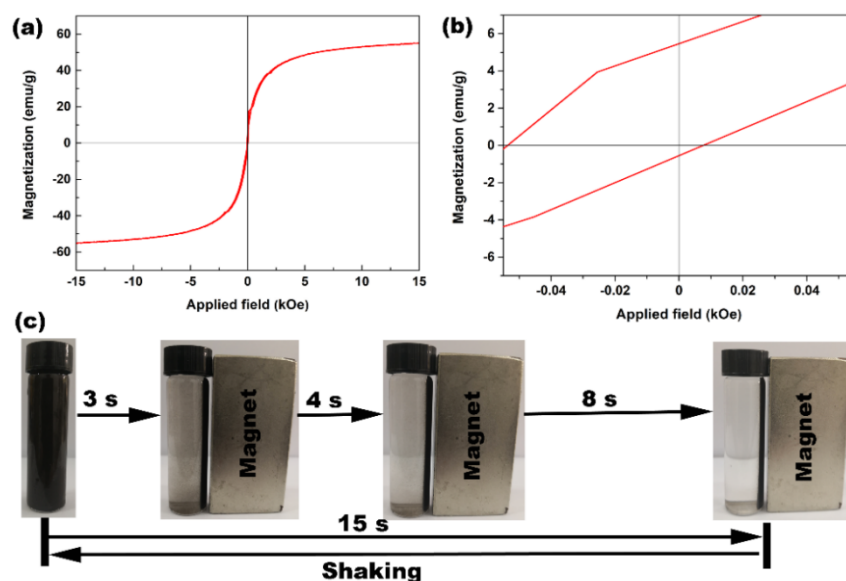 (a)
60
40
20
0
-20
-40
-60
Magnetization (emu/g)
-15 -10 -5 0 5 10 15
Applied field (kOe)
(b)
6
4
2
0
-2
-4
-6
Magnetization (emu/g)
-0.04 -0.02 0 0.02 0.04
Applied field (kOe)
(c)
3 s
Magnet
4 s
Magnet
8 s
Magnet
15 s
Shaking